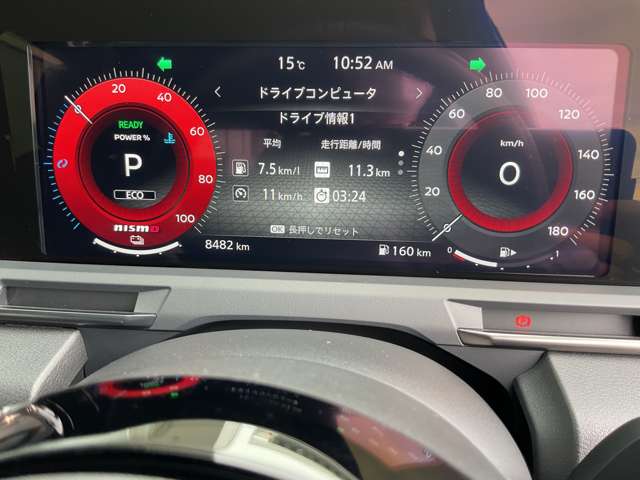 15℃ 10:52 AM
ドライブコンピュータ
ドライブ情報1
平均 走行距離/時間
7.5 km/l 11.3 km
11 km/h 03:24
OK 長押しでリセット
8482 km 160 km
0 20 40 60 80 100
READY
POWER %
P
ECO
nismo
0 20 40 60 80 100 120 140 160 180
km/h
0
0 1